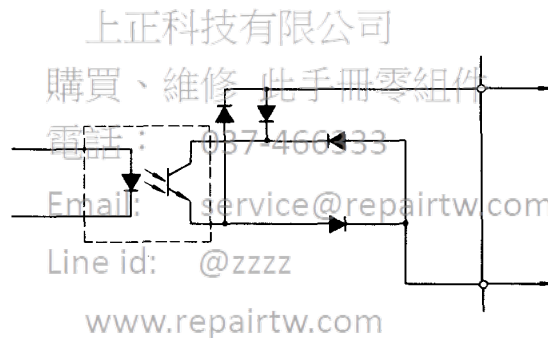 上正科技有限公司
購買、維修 此手冊零組件
電話： 037-466333
Email: service@repairtw.com
Line id: @zzzz
www.repairtw.com